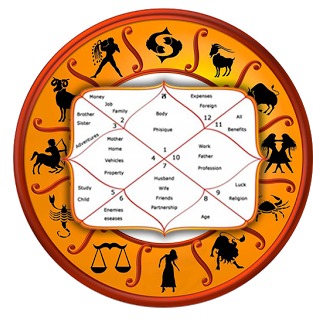 Money
Job
Family
2
Brother
Sister
3
Adventures
Body
Phisique
Expenses
Foreign
12
11
All
Benefits
Mother
Home
Vehicles
Property
4
1
10
7
Work
Father
Profession
Study
Child
5
6
Enemies
eseases
Husband
Wife
Friends
Partnership
9
8
Luck
Religion
Age